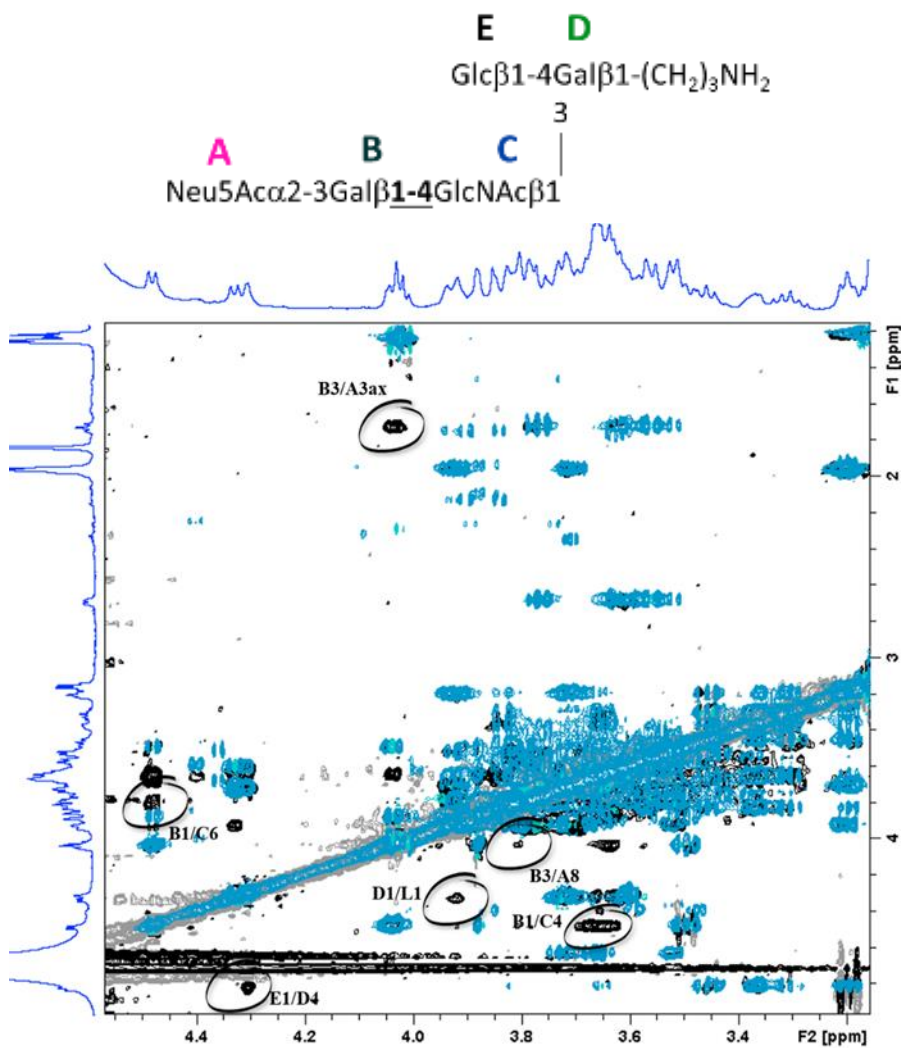 E D
Glcβ1-4Galβ1-(CH2)3NH2
3
A B C
Neu5Acα2-3Galβ1-4GlcNAcβ1
B3/A3ax
B1/C6
B3/A8
D1/L1
B1/C4
E1/D4
F1 [ppm]
2
3
4
4.4 4.2 4.0 3.8 3.6 3.4 F2 [ppm]